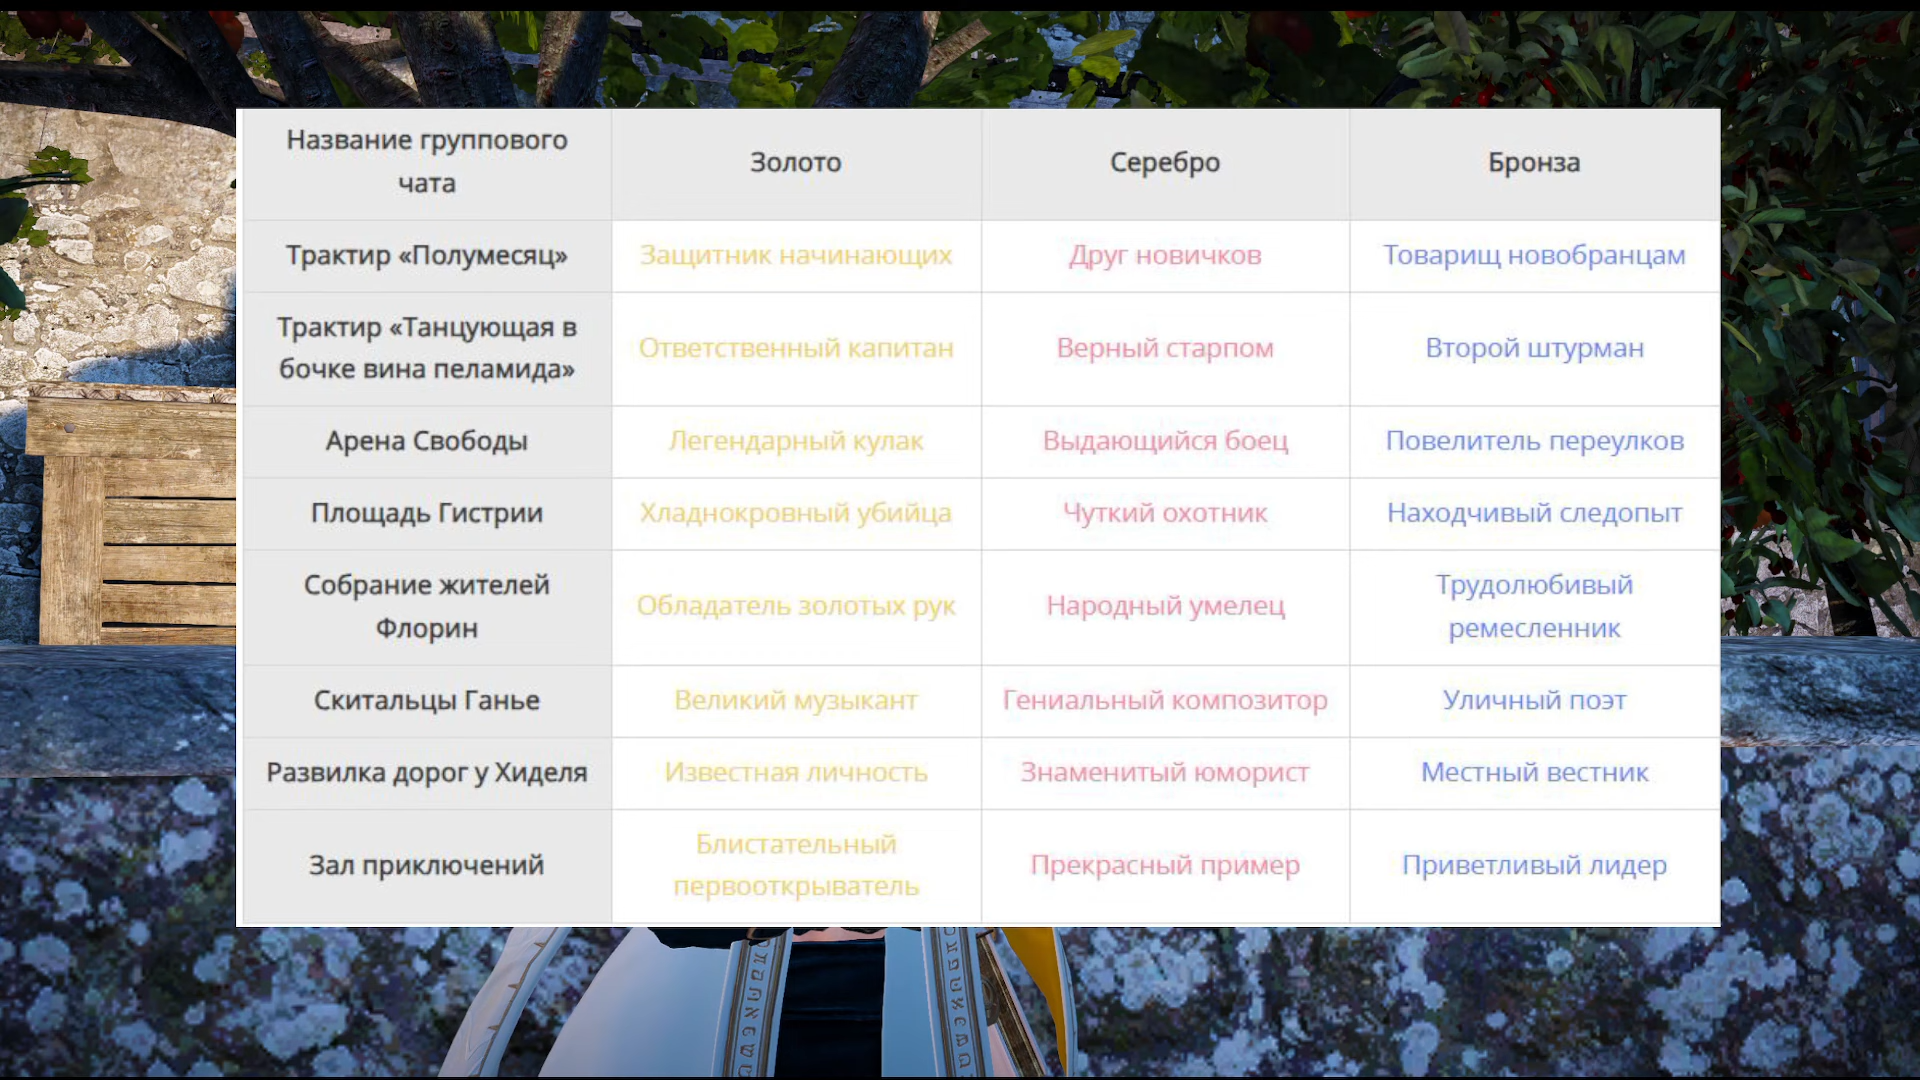 Название группового
чата
Золото
Серебро
Бронза
Трактир «Полумесяц»
Защитник начинающих
Друг новичков
Товарищ новобранцам
Трактир «Танцующая в
бочке вина пеламида»
Ответственный капитан
Верный старпом
Второй штурман
Арена Свободы
Легендарный кулак
Выдающийся боец
Повелитель переулков
Площадь Гистрии
Хладнокровный убийца
Чуткий охотник
Находчивый следопыт
Собрание жителей
Флорин
Обладатель золотых рук
Народный умелец
Трудолюбивый
ремесленник
Скитальцы Ганье
Великий музыкант
Гениальный композитор
Уличный поэт
Развилка дорог у Хиделя
Известная личность
Знаменитый юморист
Местный вестник
Зал приключений
Блистательный
первооткрыватель
Прекрасный пример
Приветливый лидер